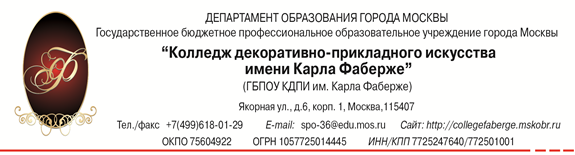 ДЕПАРТАМЕНТ ОБРАЗОВАНИЯ ГОРОДА МОСКВЫ
Государственное бюджетное профессиональное образовательное учреждение города Москвы
“Колледж декоративно-прикладного искусства
имени Карла Фаберже”
(ГБПОУ КДПИ им. Карла Фаберже)
Якорная ул., д.6, корп. 1, Москва,115407
Тел./факс +7(499)618-01-29 E-mail: spo-36@edu.mos.ru Сайт: http://collegefaberge.mskobr.ru
ОКПО 75604922 ОГРН 1057725014445 ИНН/КПП 7725247640/772501001